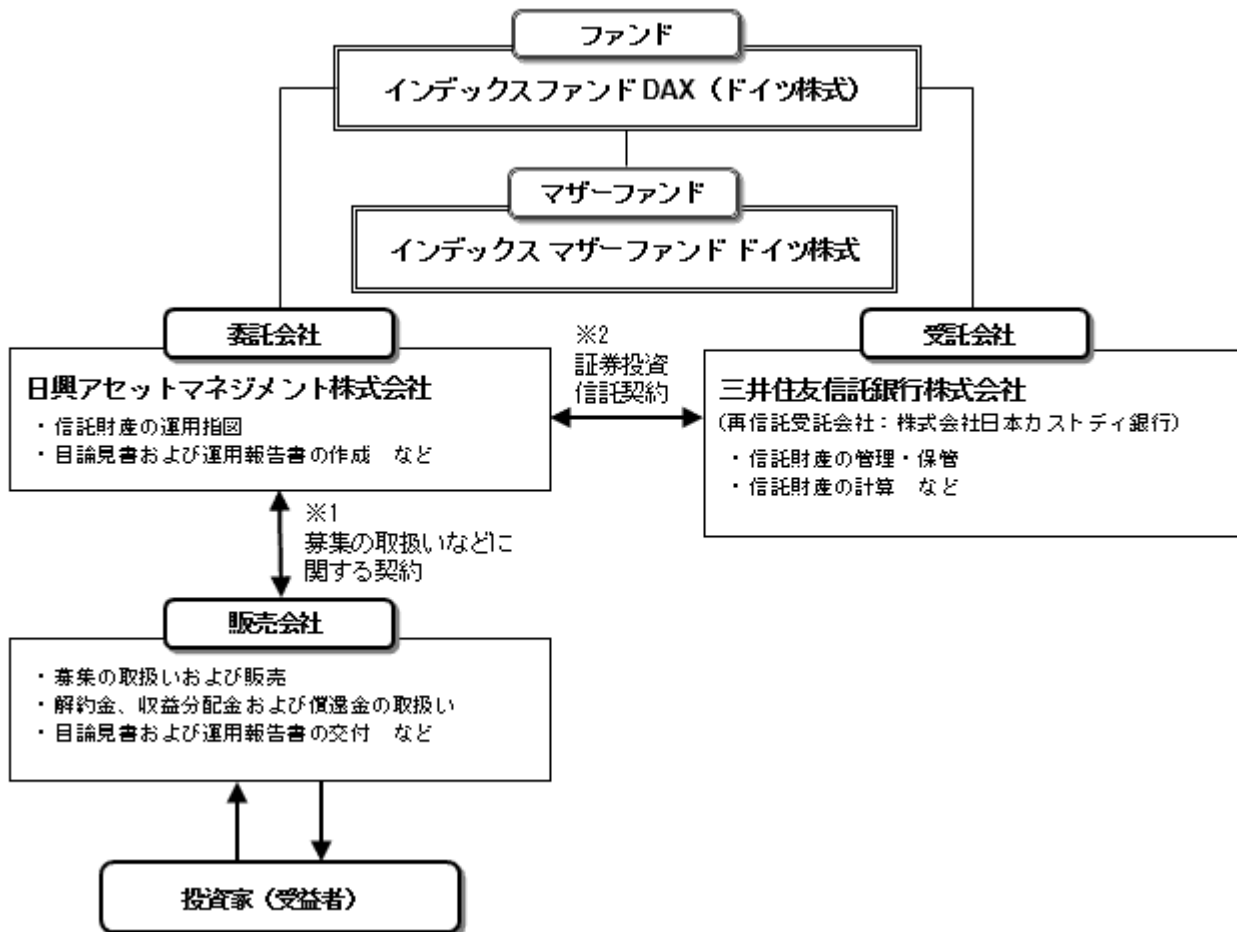 ファンド
インデックスファンド DAX（ドイツ株式）
マザーファンド
インデックス マザーファンド ドイツ株式
委託会社
日興アセットマネジメント株式会社
・信託財産の運用指図
・目論見書および運用報告書の作成　など
※2
証券投資
信託契約
受託会社
三井住友信託銀行株式会社
(再信託受託会社：株式会社日本カストディ銀行)
・信託財産の管理・保管
・信託財産の計算　など
※1
募集の取扱いなどに
関する契約
販売会社
・募集の取扱いおよび販売
・解約金、収益分配金および償還金の取扱い
・目論見書および運用報告書の交付　など
投資家（受益者）